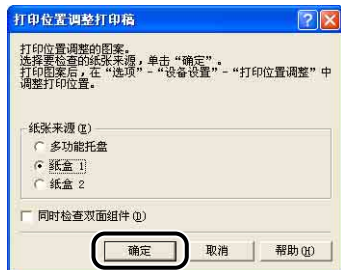 打印位置调整打印稿
打印位置调整的图案。
选择要检查的纸张来源,单击“确定”。
打印图案后,在“选项”-“设备设置”-“打印位置调整”中
调整打印位置。
纸张来源(E)
多功能托盘
纸盒 1
纸盒 2
同时检查双面组件(D)
确定 取消 帮助(H)